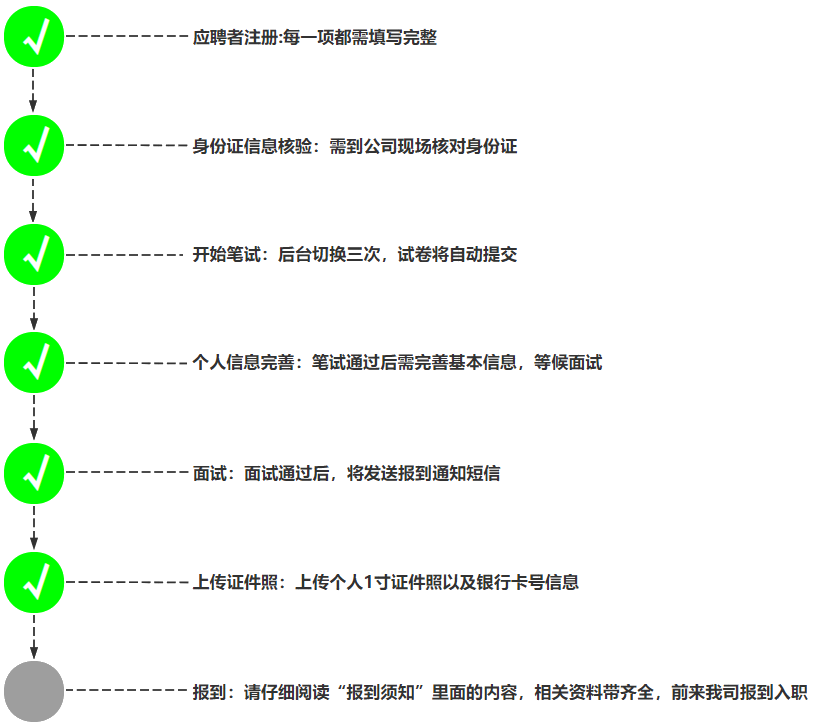 应聘者注册:每一项都需填写完整
身份证信息核验：需到公司现场核对身份证
开始笔试：后台切换三次，试卷将自动提交
个人信息完善：笔试通过后需完善基本信息，等候面试
面试：面试通过后，将发送报到通知短信
上传证件照：上传个人1寸证件照以及银行卡号信息
报到：请仔细阅读“报到须知”里面的内容，相关资料带齐全，前来我司报到入职